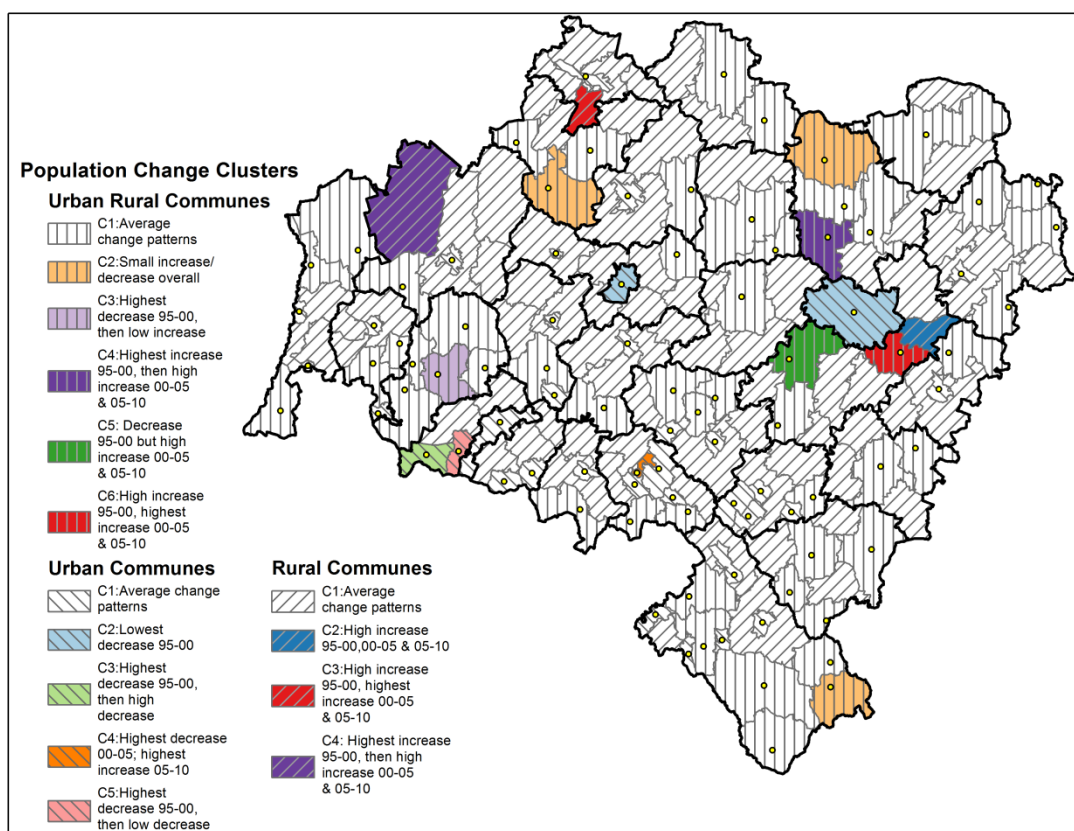 Population Change Clusters
Urban Rural Communes
C1:Average
change patterns
C2:Small increase/
decrease overall
C3:Highest
decrease 95-00,
then low increase
C4:Highest increase
95-00, then high
increase 00-05
& 05-10
C5: Decrease
95-00 but high
increase 00-05
& 05-10
C6:High increase
95-00, highest
increase 00-05
& 05-10
Urban Communes
C1:Average change
patterns
C2:Lowest
decrease 95-00
C3:Highest
decrease 95-00,
then high
decrease
C4:Highest decrease
00-05; highest
increase 05-10
C5:Highest
decrease 95-00,
then low decrease
Rural Communes
C1:Average
change patterns
C2:High increase
95-00,00-05 & 05-10
C3:High increase
95-00, highest
increase 00-05
& 05-10
C4: Highest increase
95-00, then high
increase 00-05
& 05-10